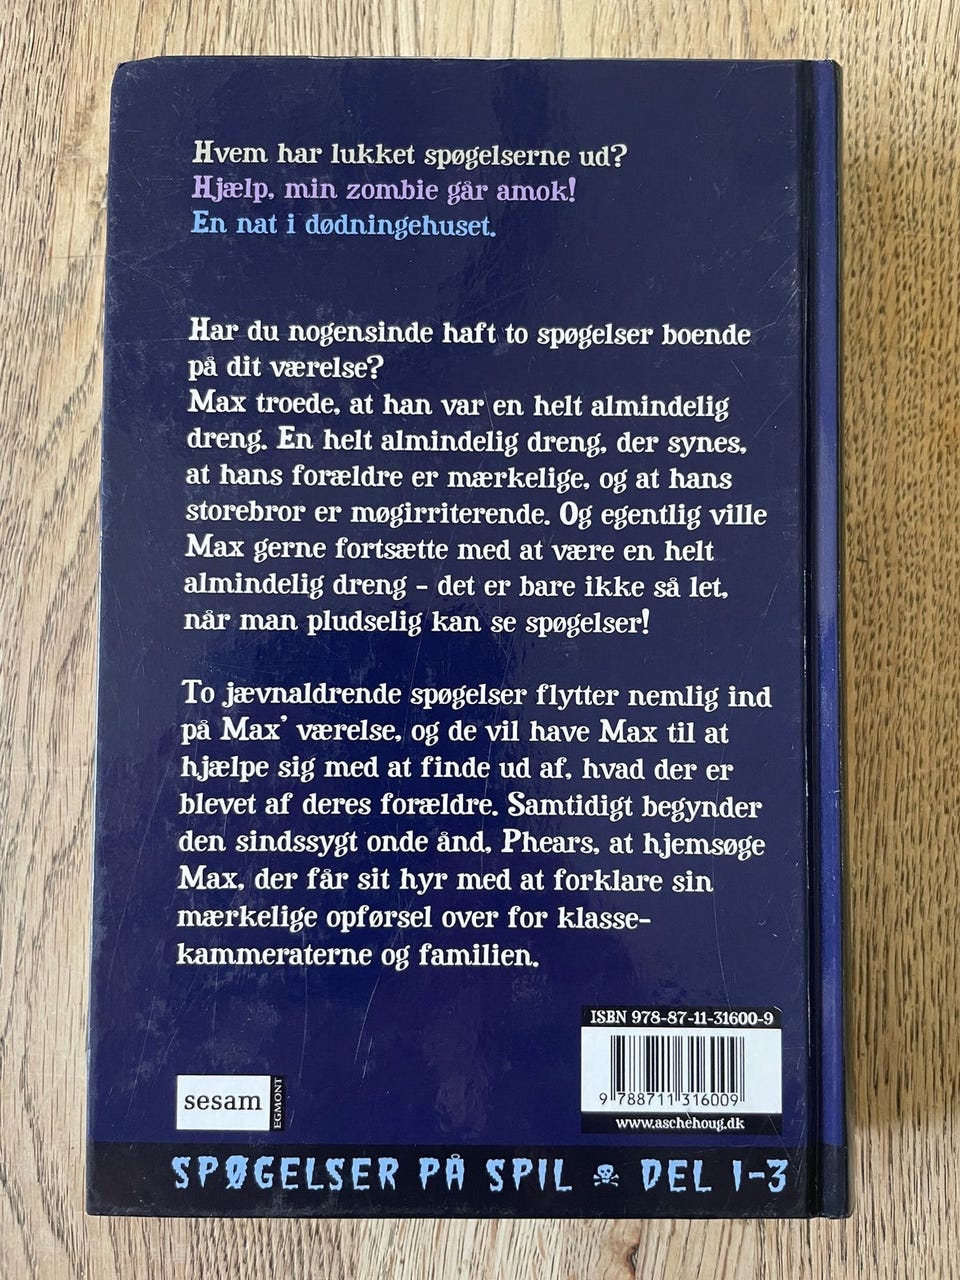 Hvem har lukket spøgelserne ud?
Hjælp, min zombie går amok!
En nat i dødningehuset.
Har du nogensinde haft to spøgelser boende
på dit værelse?
Max troede, at han var en helt almindelig
dreng. En helt almindelig dreng, der synes,
at hans forældre er mærkelige, og at hans
storebror er møgirriterende. Og egentlig ville
Max gerne fortsætte med at være en helt
almindelig dreng - det er bare ikke så let,
når man pludselig kan se spøgelser!
To jævnaldrende spøgelser flytter nemlig ind
på Max' værelse, og de vil have Max til at
hjælpe sig med at finde ud af, hvad der er
blevet af deres forældre. Samtidigt begynder
den sindssygt onde ånd, Phears, at hjemsøge
Max, der får sit hyr med at forklare sin
mærkelige opførsel over for klasse-
kammeraterne og familien.
ISBN 978-87-11-31600-9
9 788711 316009
www.aschehoug.dk
sesam EGMONT
SPØGELSER PÅ SPIL DEL 1-3